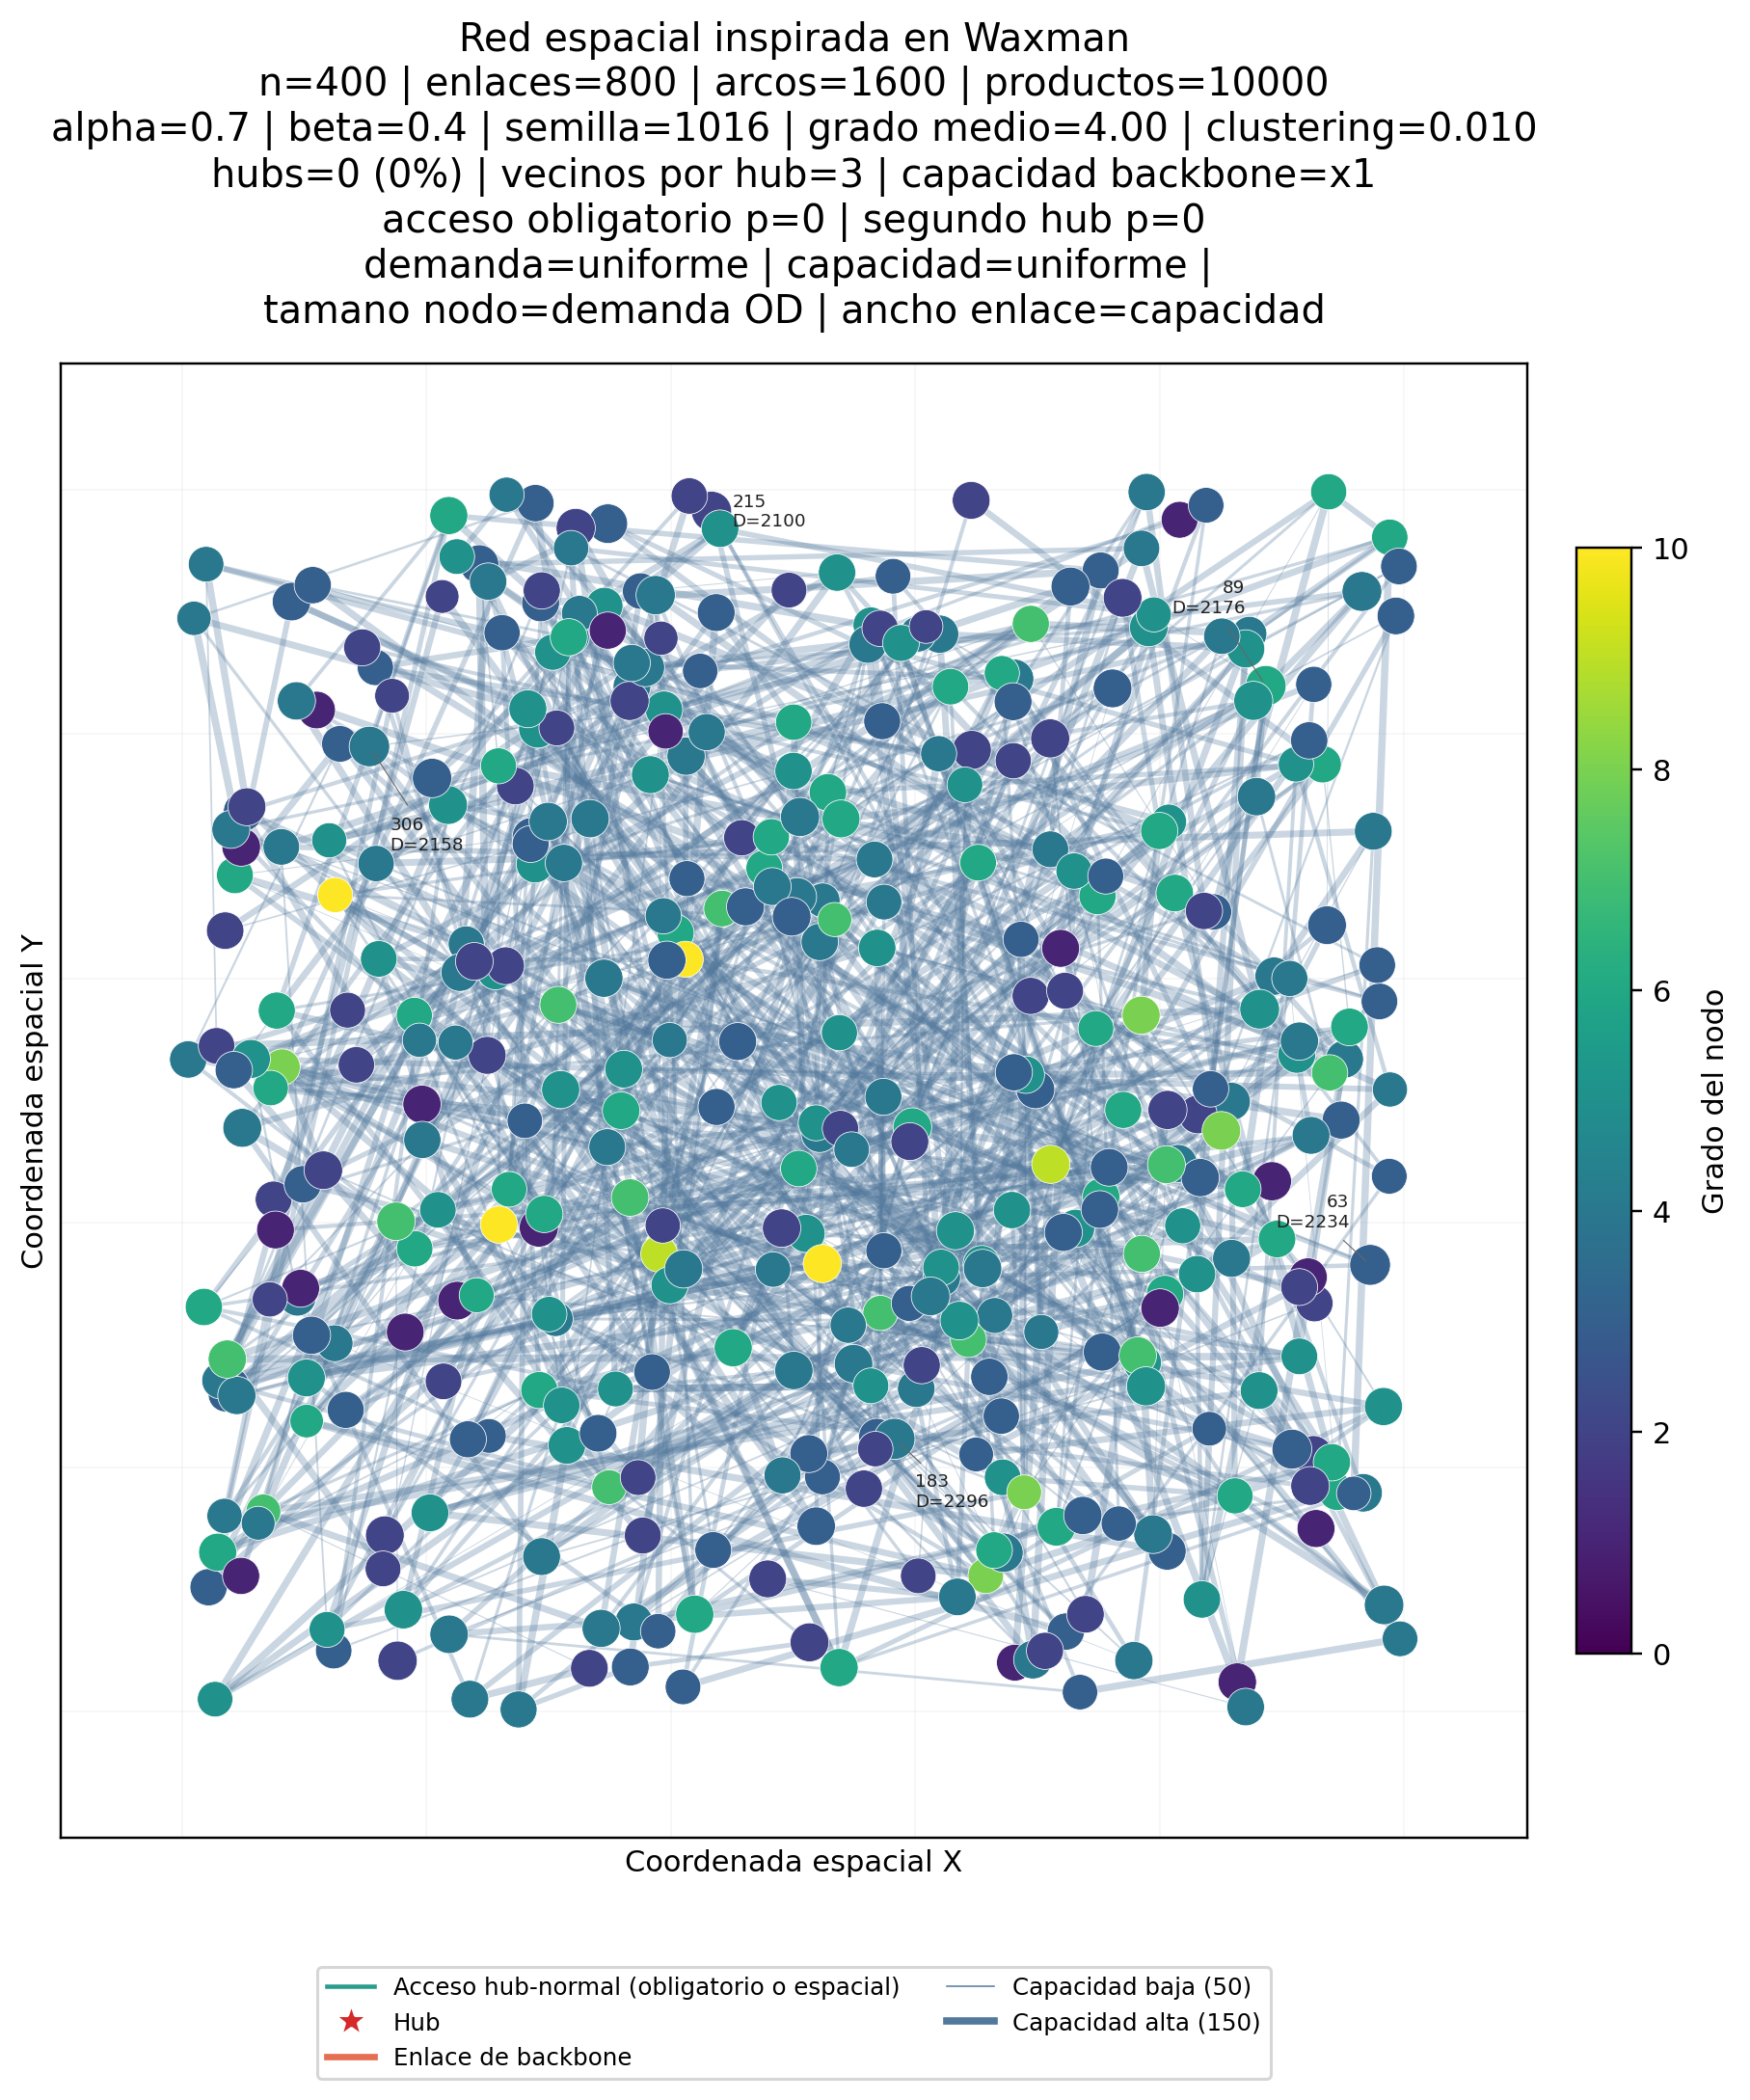 Red espacial inspirada en Waxman
n=400 | enlaces=800 | arcos=1600 | productos=10000
alpha=0.7 | beta=0.4 | semilla=1016 | grado medio=4.00 | clustering=0.010
hubs=0 (0%) | vecinos por hub=3 | capacidad backbone=x1
acceso obligatorio p=0 | segundo hub p=0
demanda=uniforme | capacidad=uniforme |
tamano nodo=demanda OD | ancho enlace=capacidad
215
D=2100
89
D=2176
306
D=2158
63
D=2234
183
D=2296
Coordenada espacial Y
Coordenada espacial X
10
8
6
4
2
0
Grado del nodo
Acceso hub-normal (obligatorio o espacial)
Hub
Enlace de backbone
Capacidad baja (50)
Capacidad alta (150)